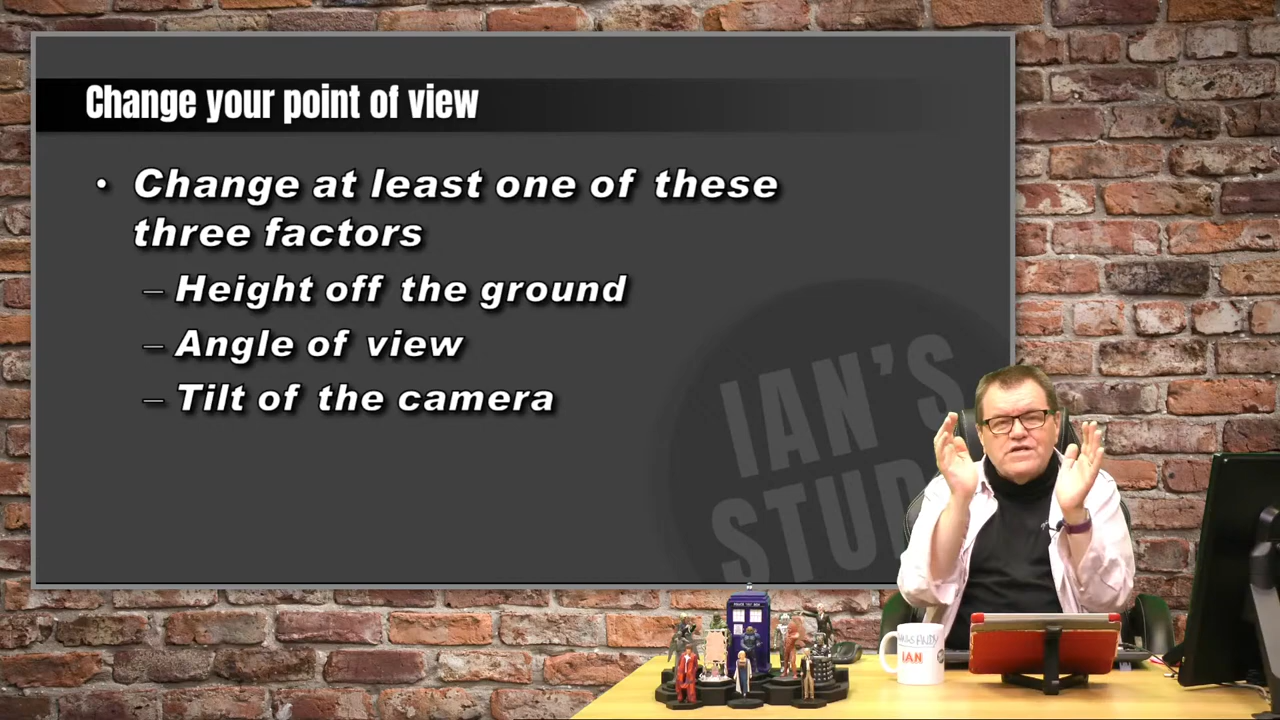 Change your point of view
• Change at least one of these
three factors
– Height off the ground
– Angle of view
– Tilt of the camera
IAN'S
STUD
IAN